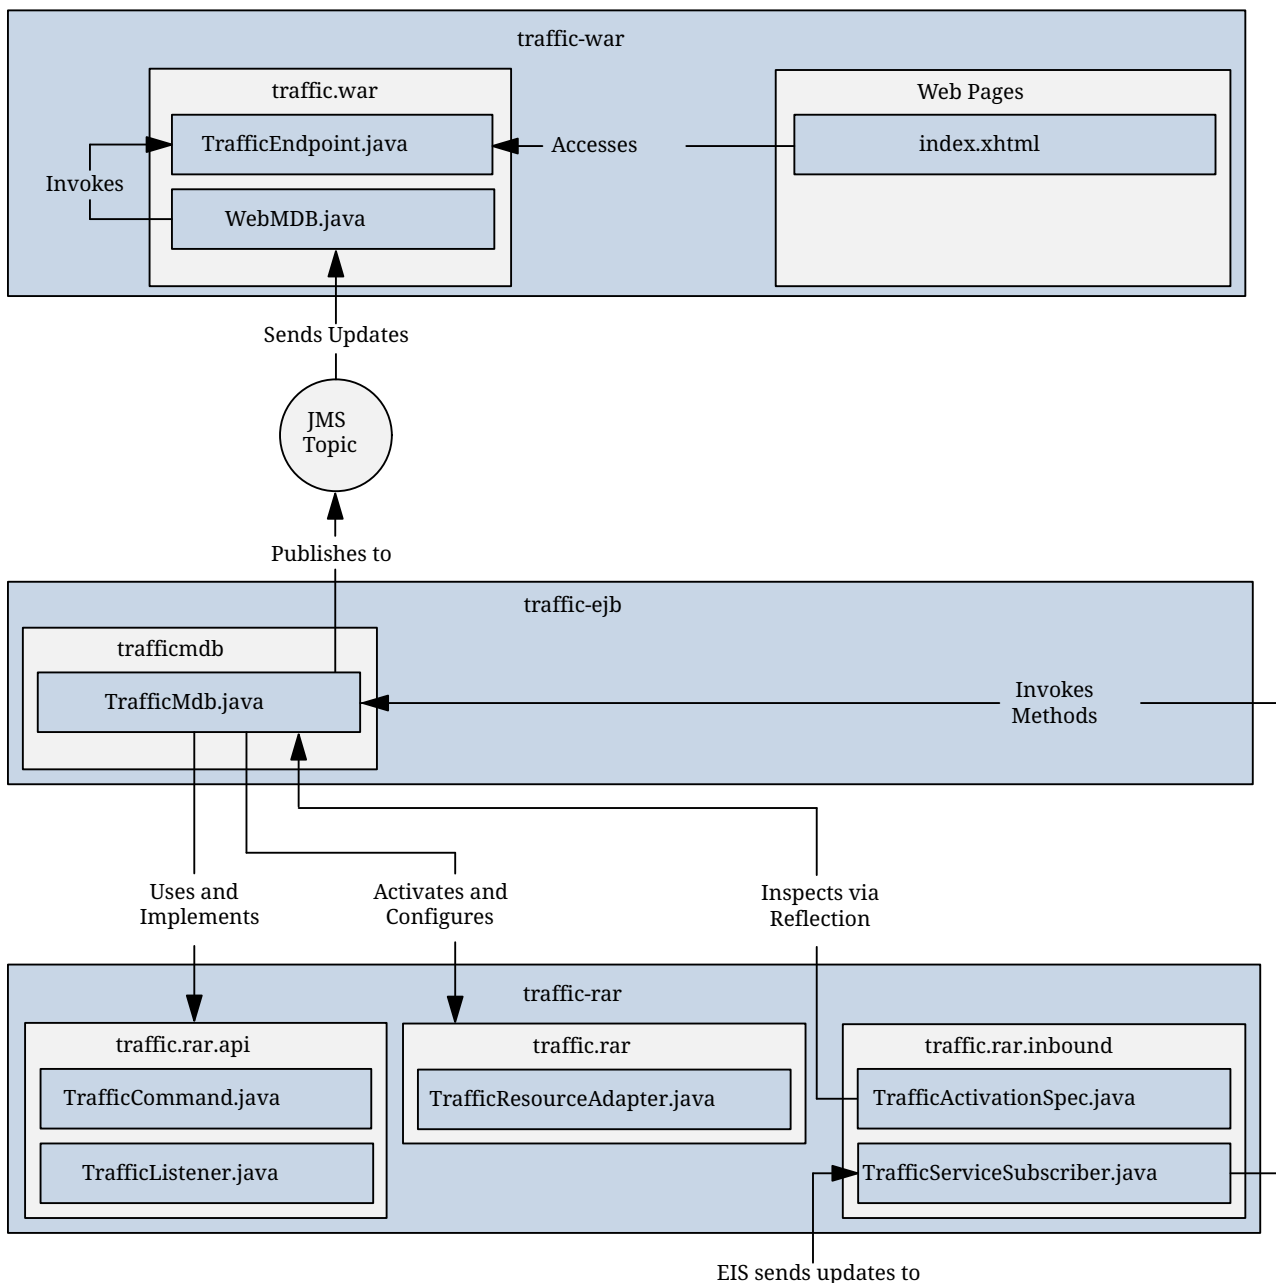 traffic-war
traffic.war
Web Pages
TrafficEndpoint.java
Accesses
index.xhtml
Invokes
WebMDB.java
Sends Updates
JMS
Topic
Publishes to
traffic-ejb
trafficmdb
TrafficMdb.java
Invokes
Methods
Uses and
Implements
Activates and
Configures
Inspects via
Reflection
traffic-rar
traffic.rar.api
traffic.rar
traffic.rar.inbound
TrafficCommand.java
TrafficResourceAdapter.java
TrafficActivationSpec.java
TrafficListener.java
TrafficServiceSubscriber.java
EIS sends updates to